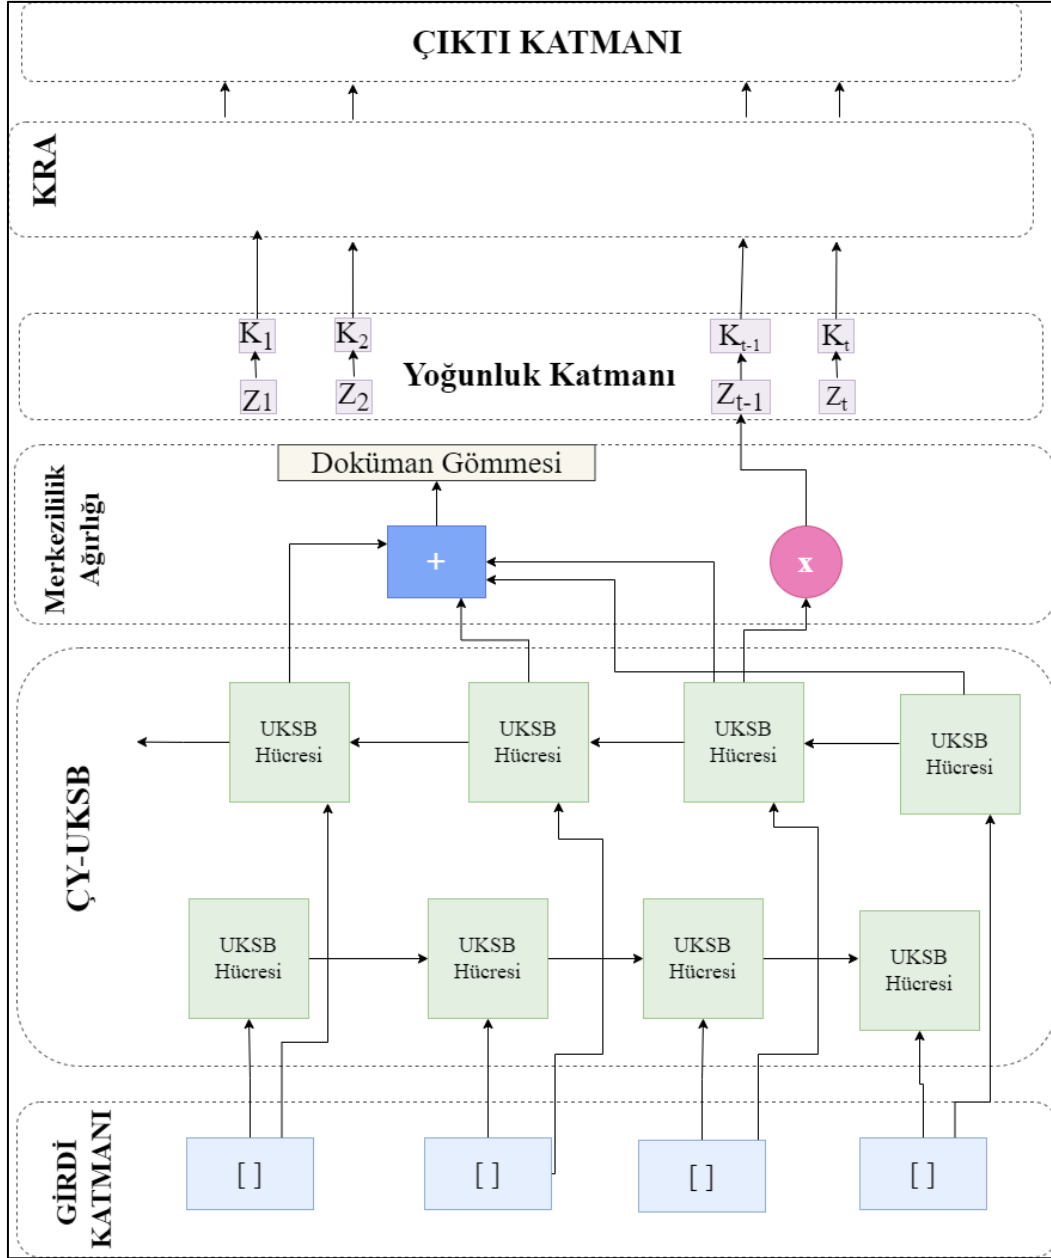 ÇIKTI KATMANI
KRA
K1 K2 Kt-1 Kt
Yoğunluk Katmanı
Z1 Z2 Zt-1 Zt
Doküman Gömmesi
Merkezililik
Ağırlığı
+ x
ÇY-UKSB
UKSB
Hücresi
UKSB
Hücresi
UKSB
Hücresi
UKSB
Hücresi
UKSB
Hücresi
UKSB
Hücresi
UKSB
Hücresi
UKSB
Hücresi
GİRDİ
KATMANI
[ ] [ ] [ ] [ ]